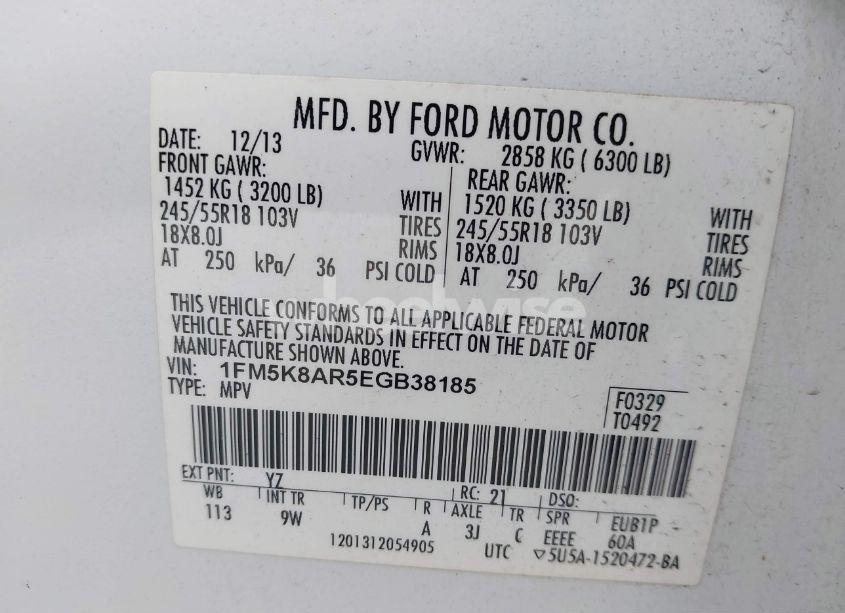 MFD. BY FORD MOTOR CO.
DATE: 12/13 GVWR: 2858 KG ( 6300 LB)
FRONT GAWR: REAR GAWR:
1452 KG ( 3200 LB) WITH 1520 KG ( 3350 LB) WITH
245/55R18 103V TIRES 245/55R18 103V TIRES
18X8.0J RIMS 18X8.0J RIMS
AT 250 kPa/ 36 PSI COLD AT 250 kPa/ 36 PSI COLD
THIS VEHICLE CONFORMS TO ALL APPLICABLE FEDERAL MOTOR
VEHICLE SAFETY STANDARDS IN EFFECT ON THE DATE OF
MANUFACTURE SHOWN ABOVE.
VIN: 1FM5K8AR5EGB38185
TYPE: MPV
F0329
T0492
EXT PNT: YZ RC: 21 DSO:
WB INT TR TP/PS R AXLE TR SPR EUB1P
113 9W A 3J C EEEE 60A
1201312054905 UTC ▽5U5A-1520472-BA